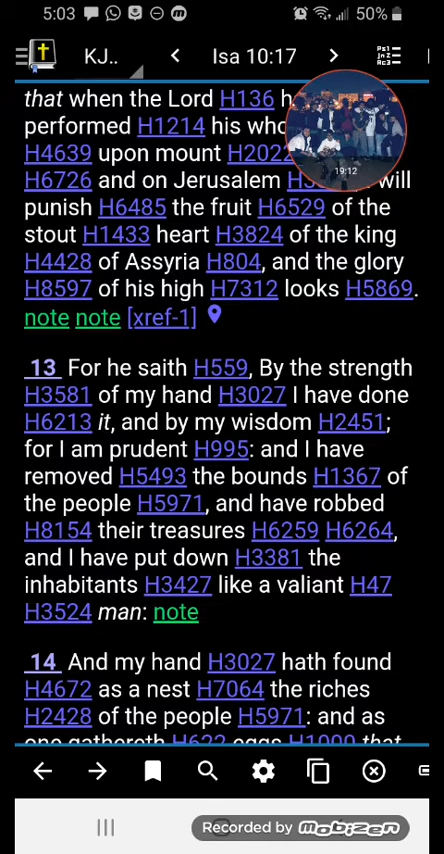 5:03 50%
KJ.. Isa 10:17
that when the Lord H136
performed H1214 his
H4639 upon mount
H6726 and on Jerusalem will
19:12
punish H6485 the fruit H6529 of the
stout H1433 heart H3824 of the king
H4428 of Assyria H804, and the glory
H8597 of his high H7312 looks H5869.
note note [xref-1]
13 For he saith H559, By the strength
H3581 of my hand H3027 I have done
H6213 it, and by my wisdom H2451;
for I am prudent H995: and I have
removed H5493 the bounds H1367 of
the people H5971, and have robbed
H8154 their treasures H6259 H6264,
and I have put down H3381 the
inhabitants H3427 like a valiant H47
H3524 man: note
14 And my hand H3027 hath found
H4672 as a nest H7064 the riches
H2428 of the people H5971: and as
one gathereth H622 eggs that
Recorded by Mobizen